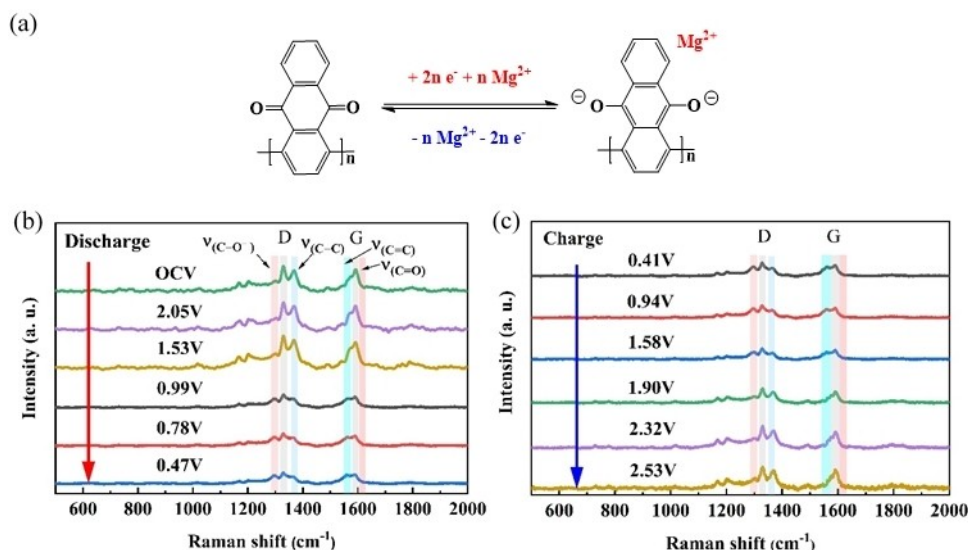 (a)
Mg²⁺
+ 2n e⁻ + n Mg²⁺
O O ⊖ O O ⊖
- n Mg²⁺ - 2n e⁻
n n
(b)
Discharge
ν(C–O⁻) D ν(C–C) G ν(C=C)
ν(C=O)
OCV
2.05V
1.53V
0.99V
0.78V
0.47V
Intensity (a. u.)
600 800 1000 1200 1400 1600 1800 2000
Raman shift (cm⁻¹)
(c)
Charge
D G
0.41V
0.94V
1.58V
1.90V
2.32V
2.53V
Intensity (a. u.)
600 800 1000 1200 1400 1600 1800 2000
Raman shift (cm⁻¹)